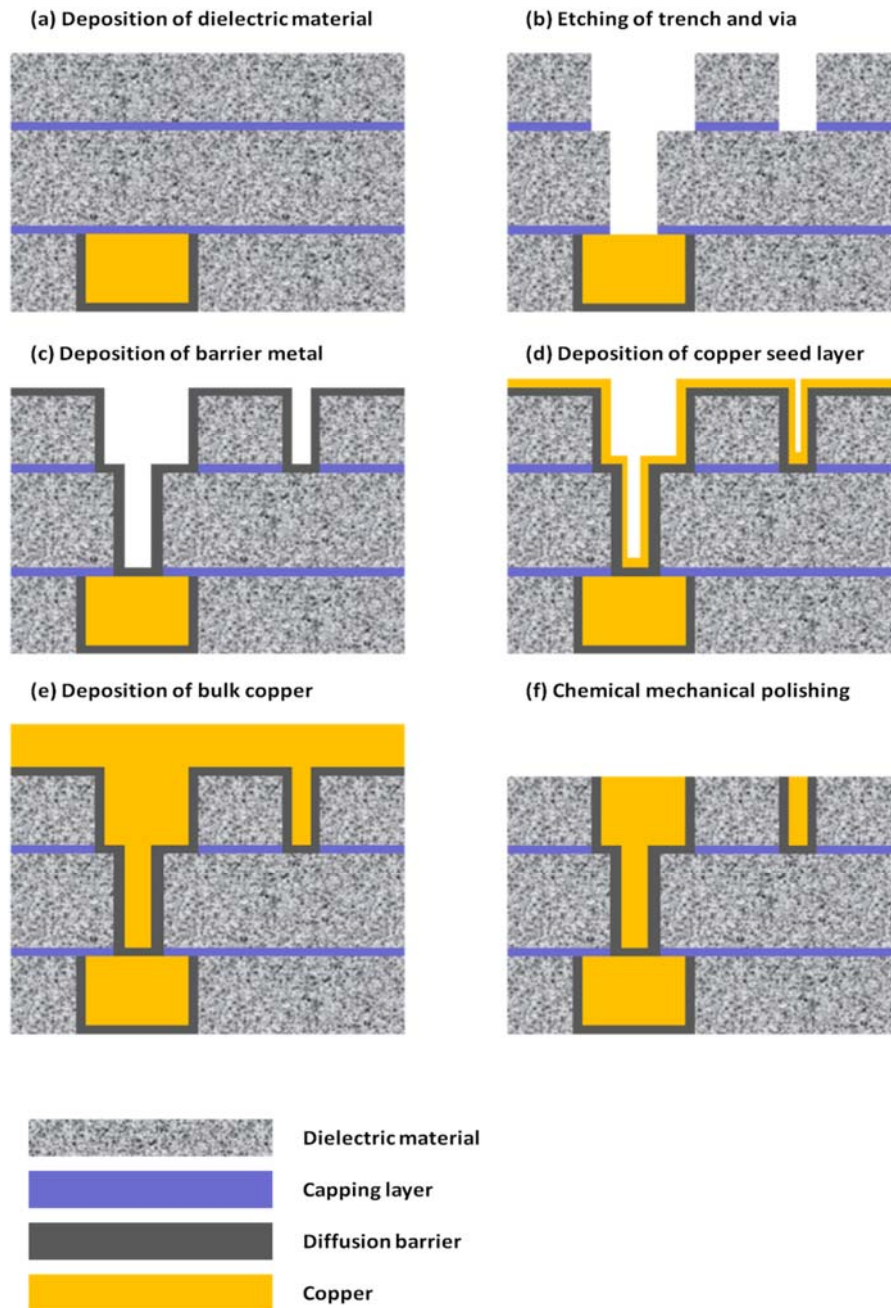 (a) Deposition of dielectric material
(b) Etching of trench and via
(c) Deposition of barrier metal
(d) Deposition of copper seed layer
(e) Deposition of bulk copper
(f) Chemical mechanical polishing
Dielectric material
Capping layer
Diffusion barrier
Copper